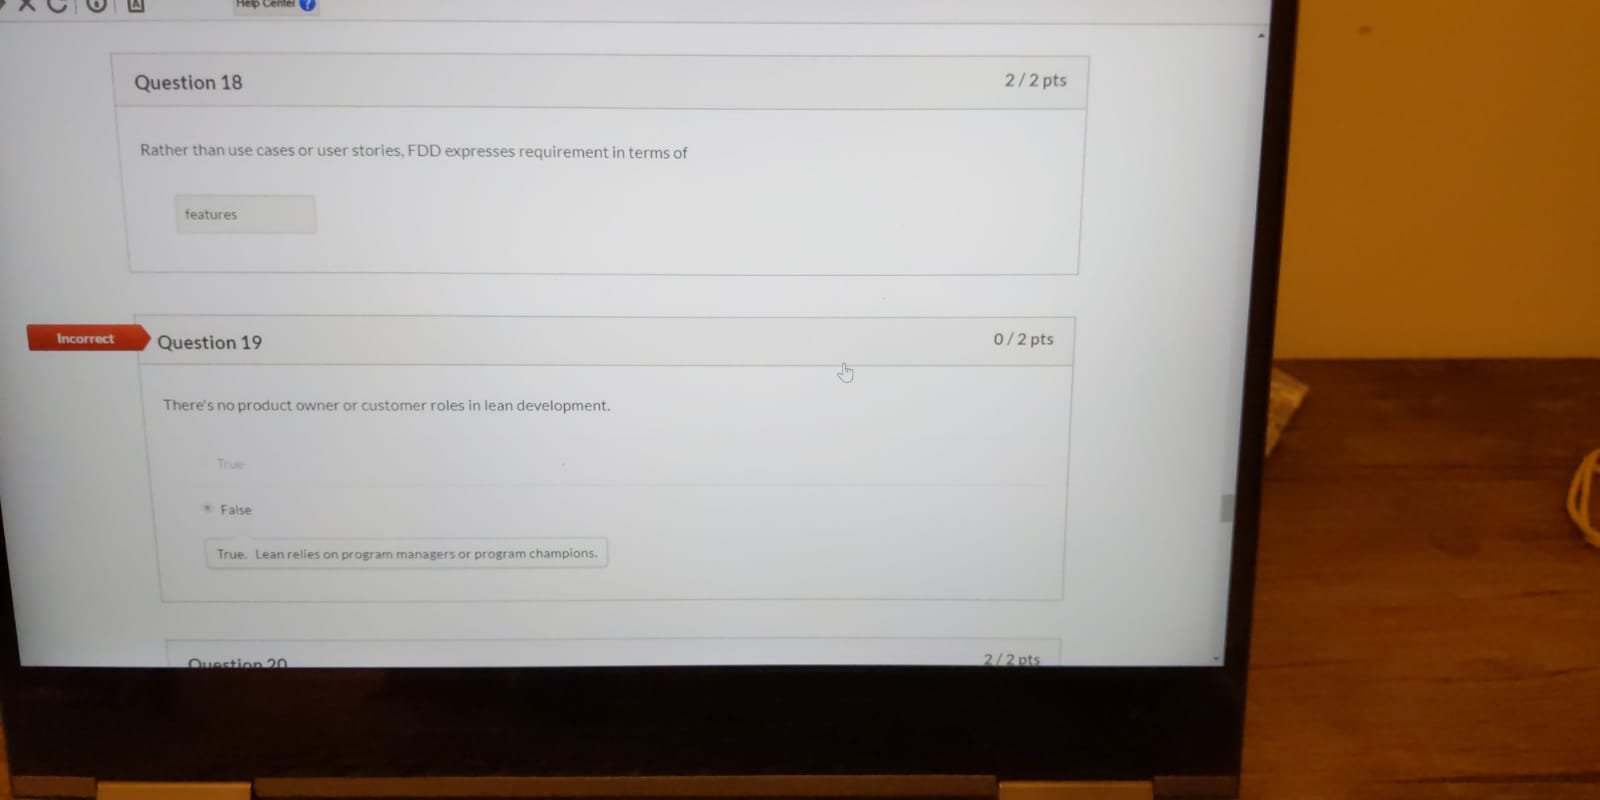 Help Center ?
Question 18
2 / 2 pts
Rather than use cases or user stories, FDD expresses requirement in terms of
features
Incorrect
Question 19
0 / 2 pts
There's no product owner or customer roles in lean development.
True
False
True. Lean relies on program managers or program champions.
Question 20
2 / 2 pts